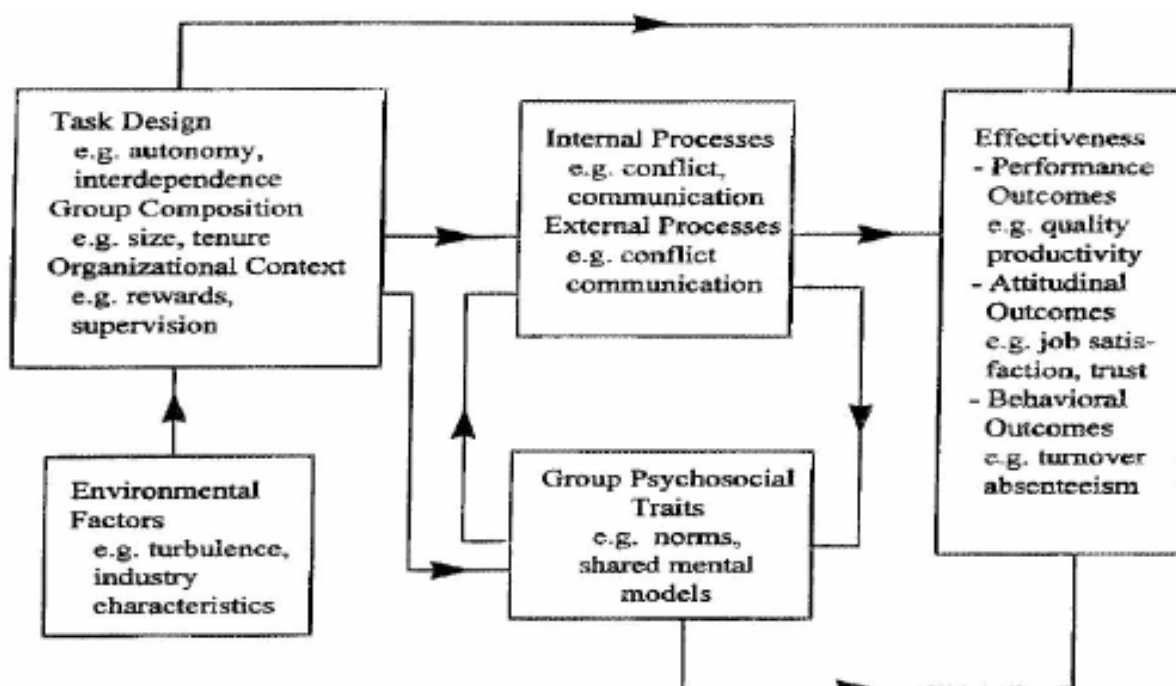 Task Design
e.g. autonomy,
interdependence
Group Composition
e.g. size, tenure
Organizational Context
e.g. rewards,
supervision
Internal Processes
e.g. conflict,
communication
External Processes
e.g. conflict
communication
Effectiveness
- Performance
Outcomes
e.g. quality
productivity
- Attitudinal
Outcomes
e.g. job satis-
faction, trust
- Behavioral
Outcomes
e.g. turnover
absenteeism
Environmental
Factors
e.g. turbulence,
industry
characteristics
Group Psychosocial
Traits
e.g. norms,
shared mental
models